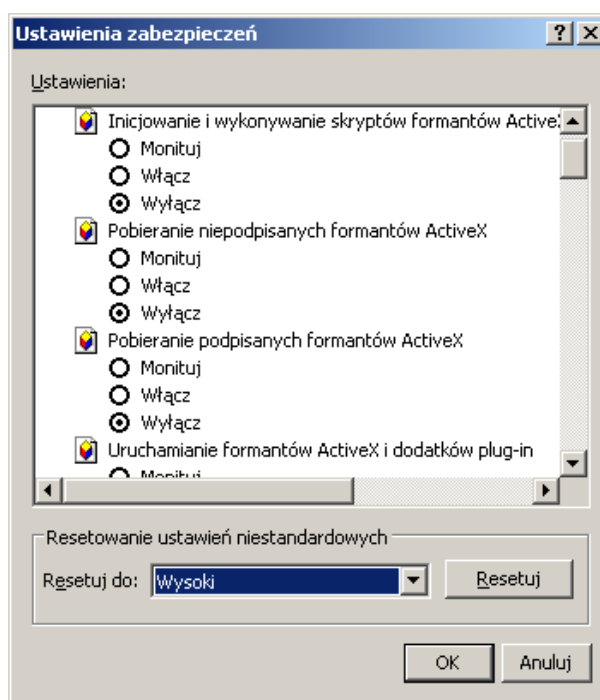 Ustawienia zabezpieczeń
Ustawienia:
Inicjowanie i wykonywanie skryptów formantów ActiveX
Monituj
Włącz
Wyłącz
Pobieranie niepodpisanych formantów ActiveX
Monituj
Włącz
Wyłącz
Pobieranie podpisanych formantów ActiveX
Monituj
Włącz
Wyłącz
Uruchamianie formantów ActiveX i dodatków plug-in
Monituj
Resetowanie ustawień niestandardowych
Resetuj do: Wysoki Resetuj
OK Anuluj